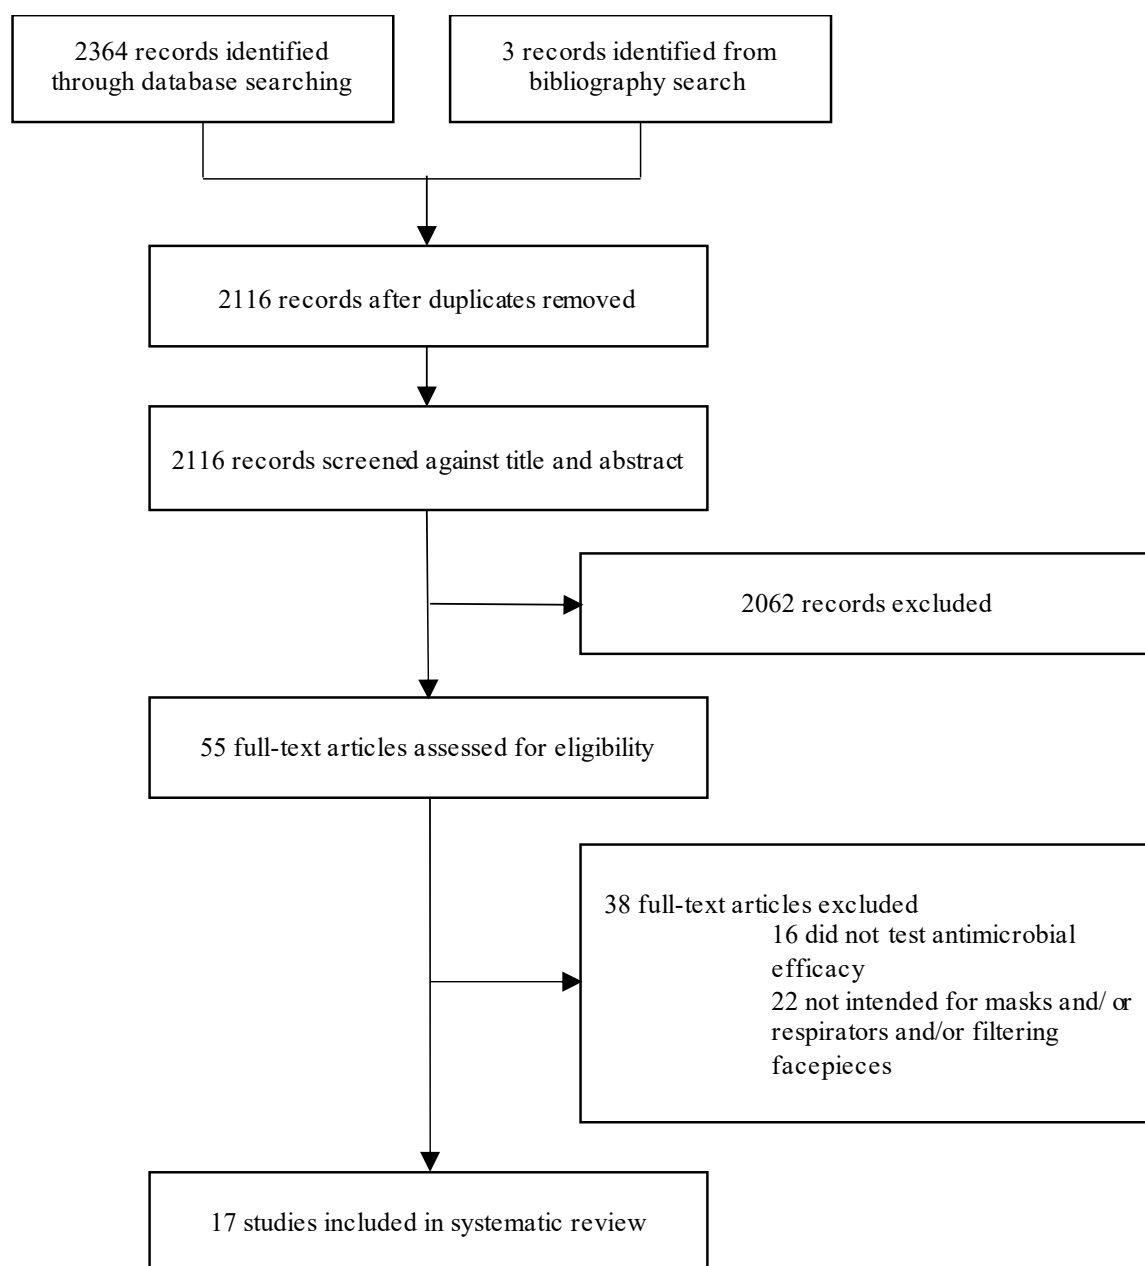 2364 records identified
through database searching
3 records identified from
bibliography search
2116 records after duplicates removed
2116 records screened against title and abstract
2062 records excluded
55 full-text articles assessed for eligibility
38 full-text articles excluded
16 did not test antimicrobial
efficacy
22 not intended for masks and/ or
respirators and/or filtering
facepieces
17 studies included in systematic review